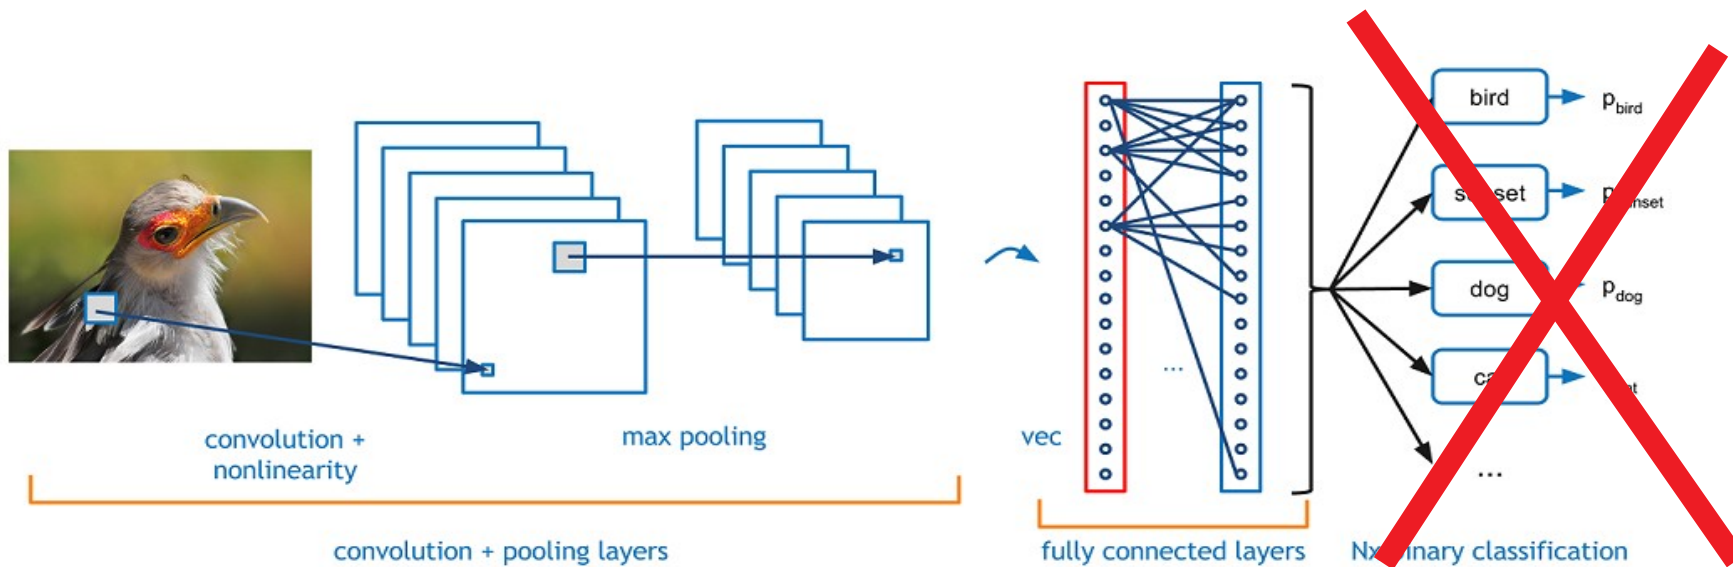 bird
p_bird
dog
p_dog
convolution +
nonlinearity
max pooling
vec
...
...
convolution + pooling layers
fully connected layers
classification